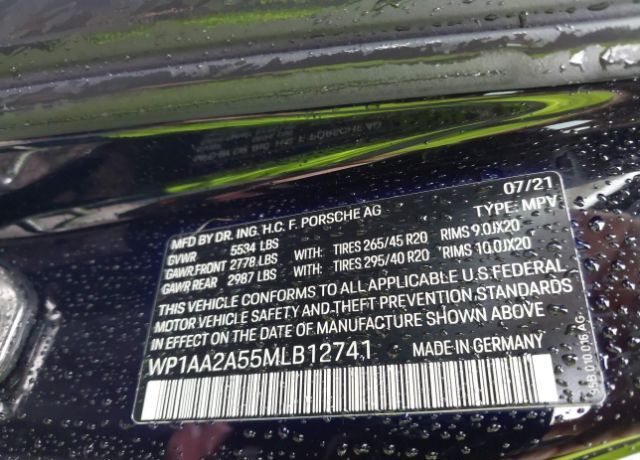 07/21
MFD BY DR. ING. H.C. F. PORSCHE AG TYPE: MPV
GVWR 5534 LBS
GAWR FRONT 2778 LBS WITH: TIRES 265/45 R20 RIMS 9.0JX20
GAWR REAR 2987 LBS WITH: TIRES 295/40 R20 RIMS 10.0JX20
THIS VEHICLE CONFORMS TO ALL APPLICABLE U.S. FEDERAL
MOTOR VEHICLE SAFETY AND THEFT PREVENTION STANDARDS
IN EFFECT ON THE DATE OF MANUFACTURE SHOWN ABOVE
WP1AA2A55MLB12741 MADE IN GERMANY
010 016 AG